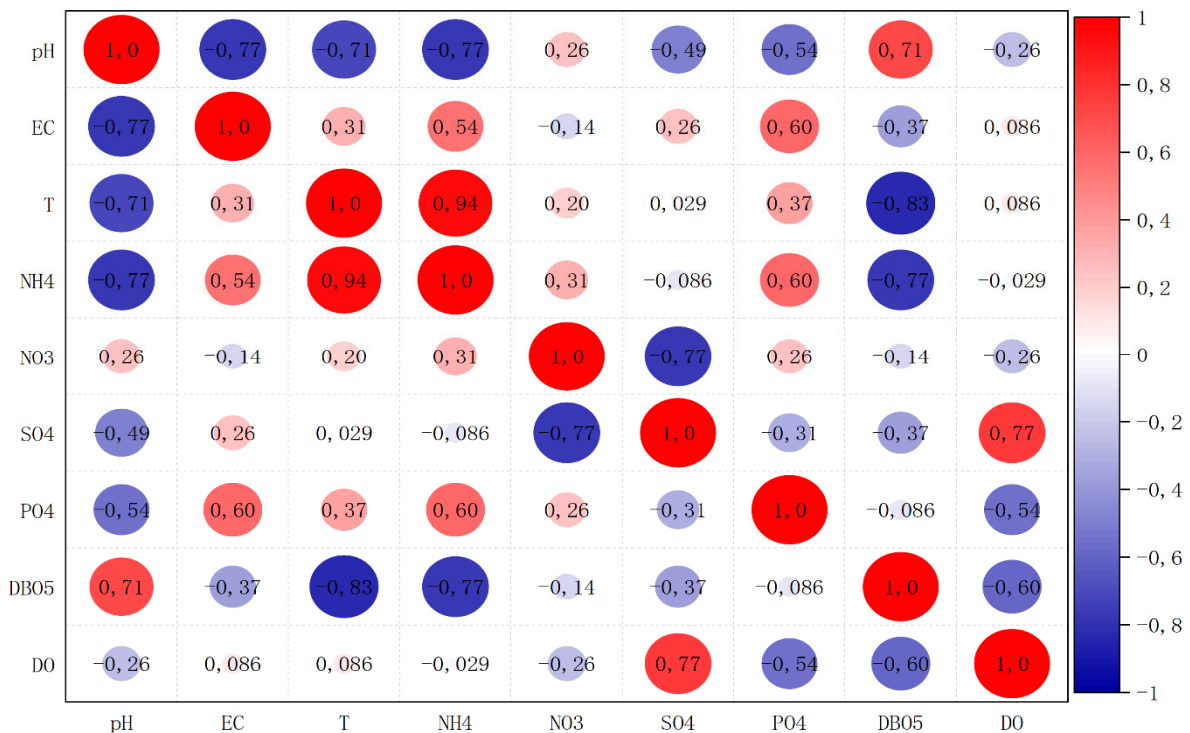 pH 1,0 -0,77 -0,71 -0,77 0,26 -0,49 -0,54 0,71 -0,26
EC -0,77 1,0 0,31 0,54 -0,14 0,26 0,60 -0,37 0,086
T -0,71 0,31 1,0 0,94 0,20 0,029 0,37 -0,83 0,086
NH4 -0,77 0,54 0,94 1,0 0,31 -0,086 0,60 -0,77 -0,029
NO3 0,26 -0,14 0,20 0,31 1,0 -0,77 0,26 -0,14 -0,26
SO4 -0,49 0,26 0,029 -0,086 -0,77 1,0 -0,31 -0,37 0,77
PO4 -0,54 0,60 0,37 0,60 0,26 -0,31 1,0 -0,086 -0,54
DBO5 0,71 -0,37 -0,83 -0,77 -0,14 -0,37 -0,086 1,0 -0,60
DO -0,26 0,086 0,086 -0,029 -0,26 0,77 -0,54 -0,60 1,0
pH EC T NH4 NO3 SO4 PO4 DBO5 DO
1
0,8
0,6
0,4
0,2
0
-0,2
-0,4
-0,6
-0,8
-1